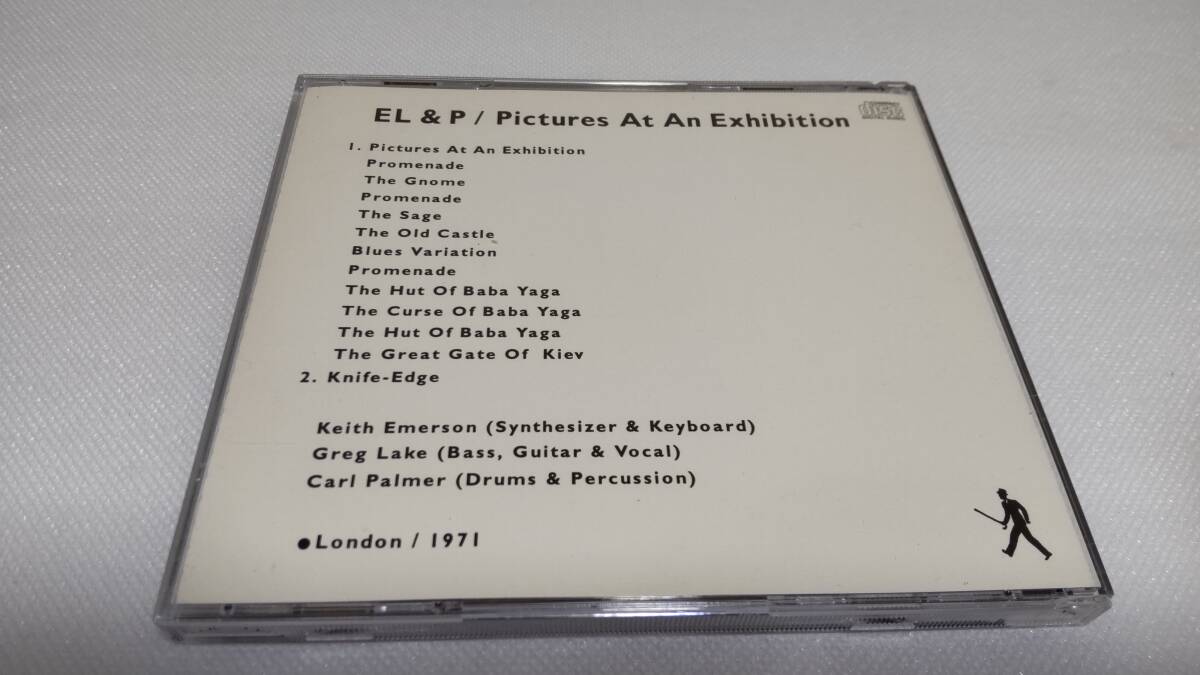 EL & P / Pictures At An Exhibition
disc
1. Pictures At An Exhibition
Promenade
The Gnome
Promenade
The Sage
The Old Castle
Blues Variation
Promenade
The Hut Of Baba Yaga
The Curse Of Baba Yaga
The Hut Of Baba Yaga
The Great Gate Of Kiev
2. Knife-Edge
Keith Emerson (Synthesizer & Keyboard)
Greg Lake (Bass, Guitar & Vocal)
Carl Palmer (Drums & Percussion)
●London / 1971